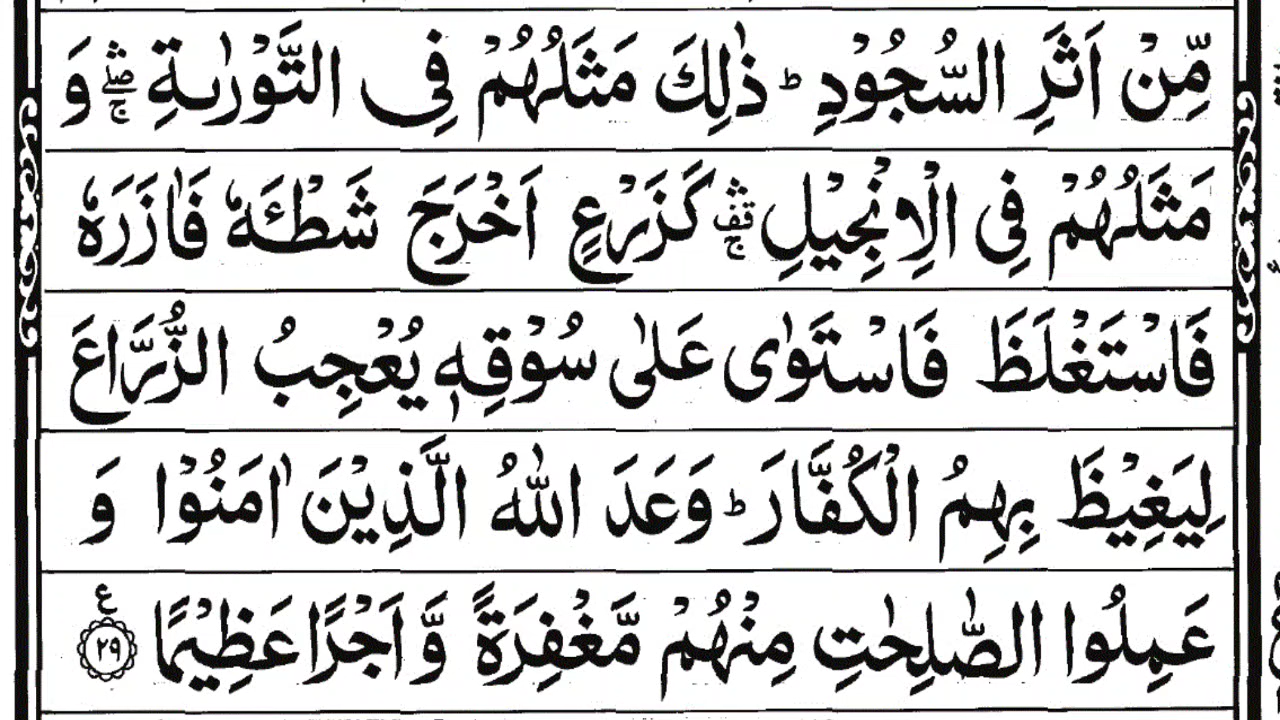 مِّنْ اَثَرِ السُّجُوْدِ ؕ ذٰلِكَ مَثَلُهُمْ فِی التَّوْرٰىةِ ۛۖۚ وَ
مَثَلُهُمْ فِی الْاِنْجِیْلِ ۛ۫ۚ كَزَرْعٍ اَخْرَجَ شَطْـَٔهٗ فَاٰزَرَهٗ
فَاسْتَغْلَظَ فَاسْتَوٰی عَلٰی سُوْقِهٖ یُعْجِبُ الزُّرَّاعَ
لِیَغِیْظَ بِهِمُ الْكُفَّارَ ؕ وَعَدَ اللّٰهُ الَّذِیْنَ اٰمَنُوْا وَ
عَمِلُوا الصّٰلِحٰتِ مِنْهُمْ مَّغْفِرَةً وَّ اَجْرًا عَظِیْمًا ۟ع ۲۹